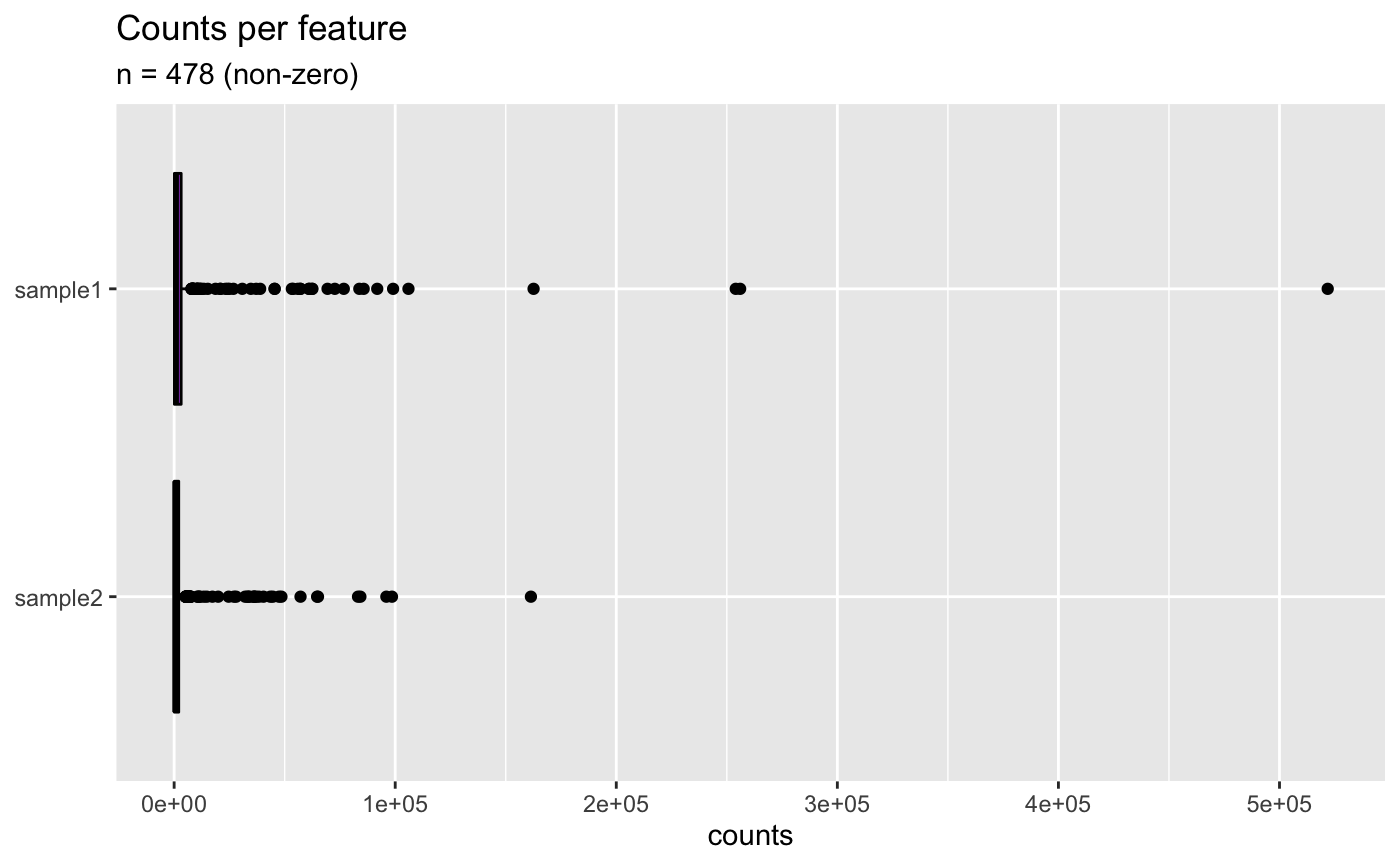 Counts per feature
n = 478 (non-zero)
sample1
sample2
0e+00 1e+05 2e+05 3e+05 4e+05 5e+05
counts